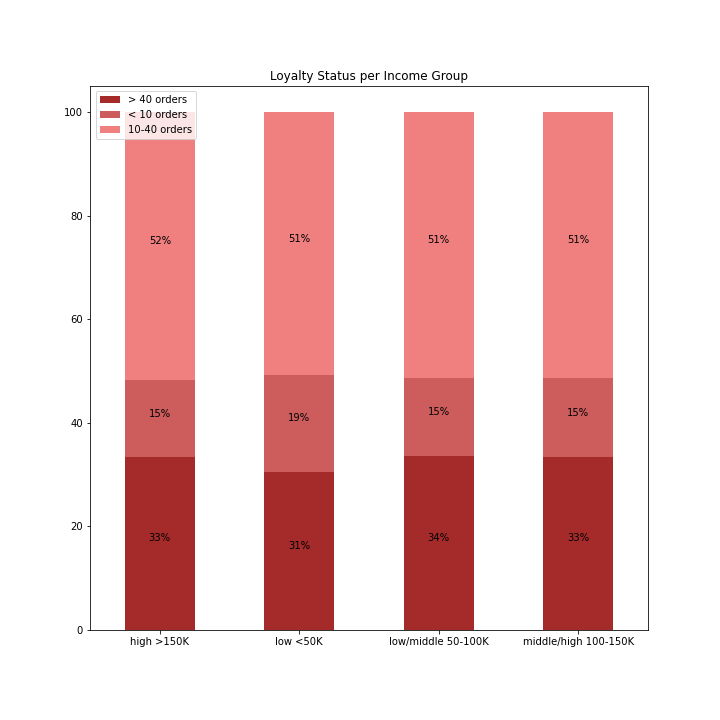 Loyalty Status per Income Group
> 40 orders
< 10 orders
10-40 orders
100
80
60
40
20
0
52%
51%
51%
51%
15%
19%
15%
15%
33%
31%
34%
33%
high >150K
low <50K
low/middle 50-100K
middle/high 100-150K